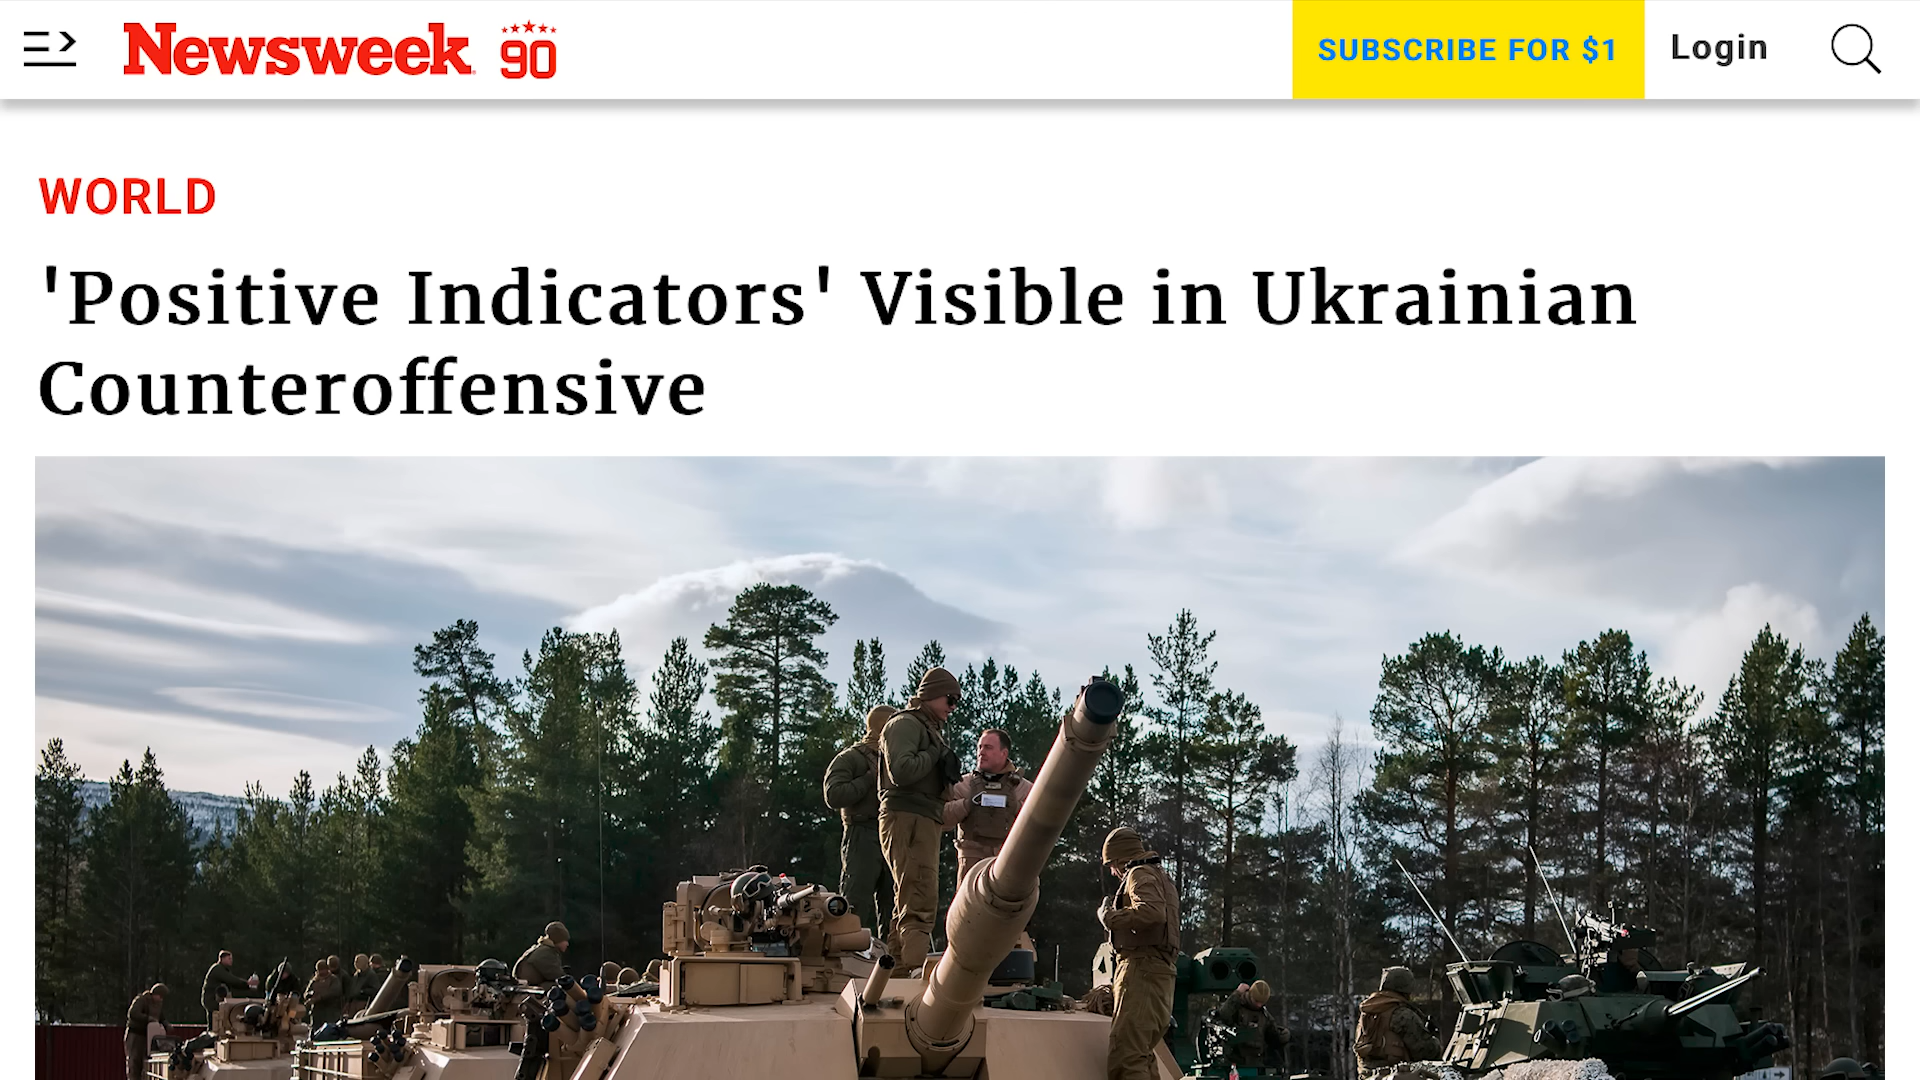 Newsweek 90
SUBSCRIBE FOR $1
Login
WORLD
'Positive Indicators' Visible in Ukrainian
Counteroffensive